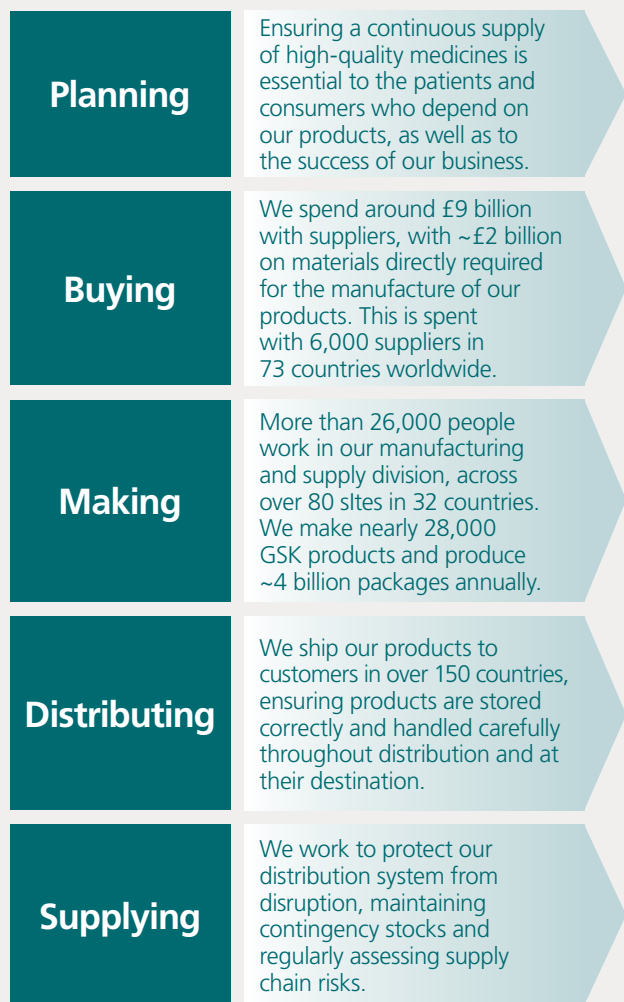 Planning
Ensuring a continuous supply
of high-quality medicines is
essential to the patients and
consumers who depend on
our products, as well as to
the success of our business.
Buying
We spend around £9 billion
with suppliers, with ~£2 billion
on materials directly required
for the manufacture of our
products. This is spent
with 6,000 suppliers in
73 countries worldwide.
Making
More than 26,000 people
work in our manufacturing
and supply division, across
over 80 sItes in 32 countries.
We make nearly 28,000
GSK products and produce
~4 billion packages annually.
Distributing
We ship our products to
customers in over 150 countries,
ensuring products are stored
correctly and handled carefully
throughout distribution and at
their destination.
Supplying
We work to protect our
distribution system from
disruption, maintaining
contingency stocks and
regularly assessing supply
chain risks.